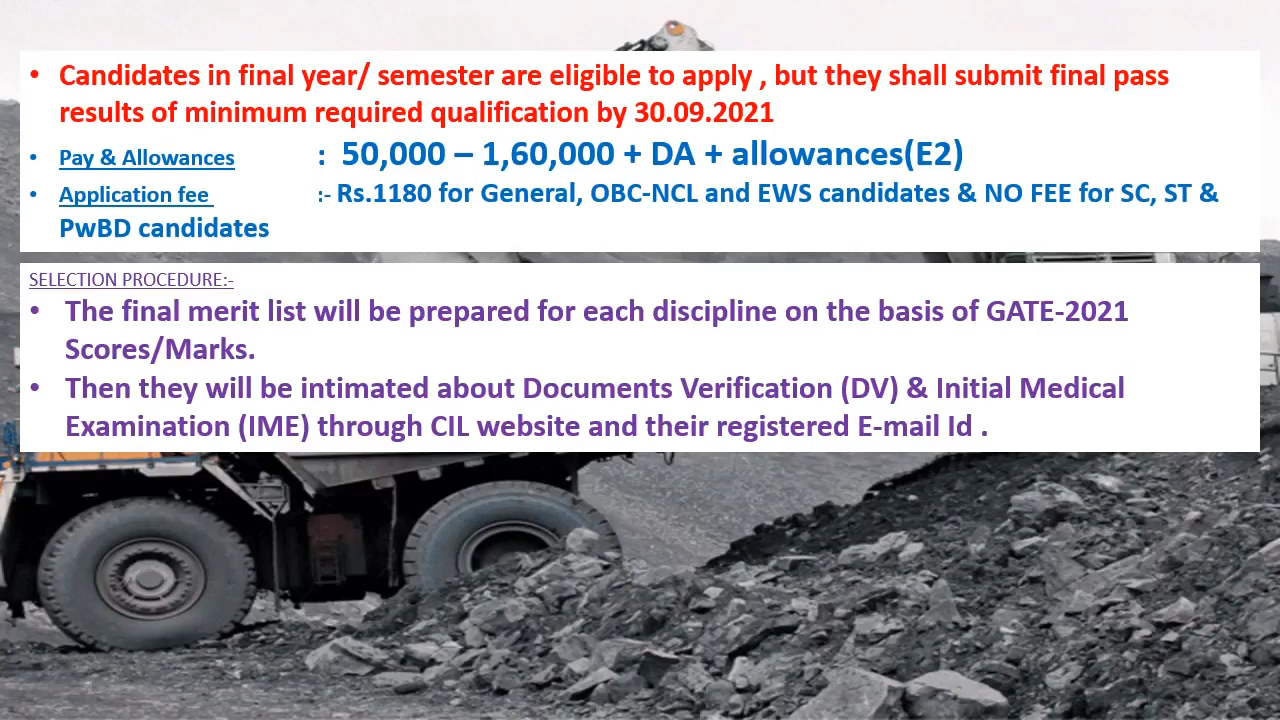 • Candidates in final year/ semester are eligible to apply , but they shall submit final pass
results of minimum required qualification by 30.09.2021
• Pay & Allowances : 50,000 – 1,60,000 + DA + allowances(E2)
• Application fee :- Rs.1180 for General, OBC-NCL and EWS candidates & NO FEE for SC, ST &
PwBD candidates
SELECTION PROCEDURE:-
• The final merit list will be prepared for each discipline on the basis of GATE-2021
Scores/Marks.
• Then they will be intimated about Documents Verification (DV) & Initial Medical
Examination (IME) through CIL website and their registered E-mail Id .